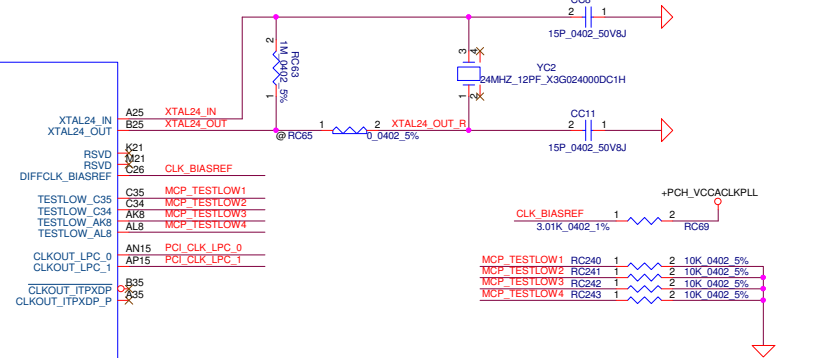 CC8
2 1
15P_0402_50V8J
2
RC63
1M_0402_5%
1
3 4
YC2
24MHZ_12PF_X3G024000DC1H
1 2
XTAL24_IN A25 XTAL24_IN
XTAL24_OUT B25 XTAL24_OUT
@ RC65 1 2 XTAL24_OUT_R
0_0402_5%
CC11
2 1
15P_0402_50V8J
RSVD K21
RSVD M21
DIFFCLK_BIASREF C26 CLK_BIASREF
TESTLOW_C35 C35 MCP_TESTLOW1
TESTLOW_C34 C34 MCP_TESTLOW2
TESTLOW_AK8 AK8 MCP_TESTLOW3
TESTLOW_AL8 AL8 MCP_TESTLOW4
CLKOUT_LPC_0 AN15 PCI_CLK_LPC_0
CLKOUT_LPC_1 AP15 PCI_CLK_LPC_1
CLKOUT_ITPXDP B35
CLKOUT_ITPXDP_P A35
+PCH_VCCACLKPLL
CLK_BIASREF 1 2
3.01K_0402_1% RC69
MCP_TESTLOW1 RC240 1 2 10K_0402_5%
MCP_TESTLOW2 RC241 1 2 10K_0402_5%
MCP_TESTLOW3 RC242 1 2 10K_0402_5%
MCP_TESTLOW4 RC243 1 2 10K_0402_5%